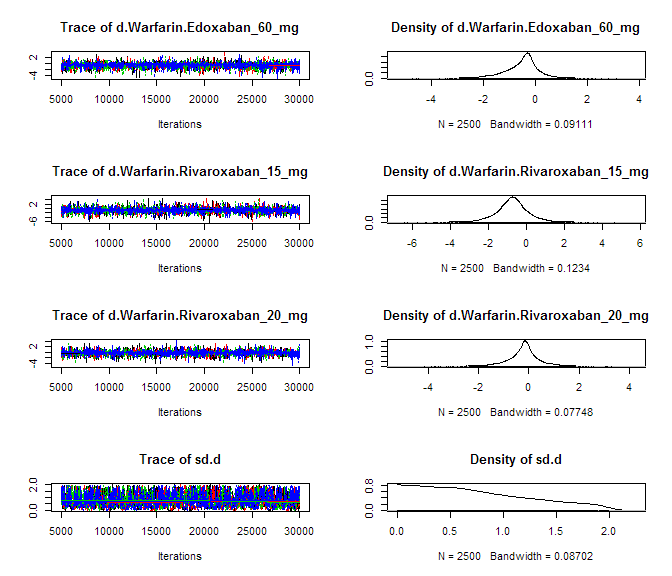 Trace of d.Warfarin.Edoxaban_60_mg
-4 2
5000 10000 15000 20000 25000 30000
Iterations
Density of d.Warfarin.Edoxaban_60_mg
0.0
-4 -2 0 2 4
N = 2500 Bandwidth = 0.09111
Trace of d.Warfarin.Rivaroxaban_15_mg
-6 2
5000 10000 15000 20000 25000 30000
Iterations
Density of d.Warfarin.Rivaroxaban_15_mg
0.0
-6 -4 -2 0 2 4 6
N = 2500 Bandwidth = 0.1234
Trace of d.Warfarin.Rivaroxaban_20_mg
-4 2
5000 10000 15000 20000 25000 30000
Iterations
Density of d.Warfarin.Rivaroxaban_20_mg
0.0 1.0
-4 -2 0 2 4
N = 2500 Bandwidth = 0.07748
Trace of sd.d
0.0 2.0
5000 10000 15000 20000 25000 30000
Iterations
Density of sd.d
0.0 0.8
0.0 0.5 1.0 1.5 2.0
N = 2500 Bandwidth = 0.08702